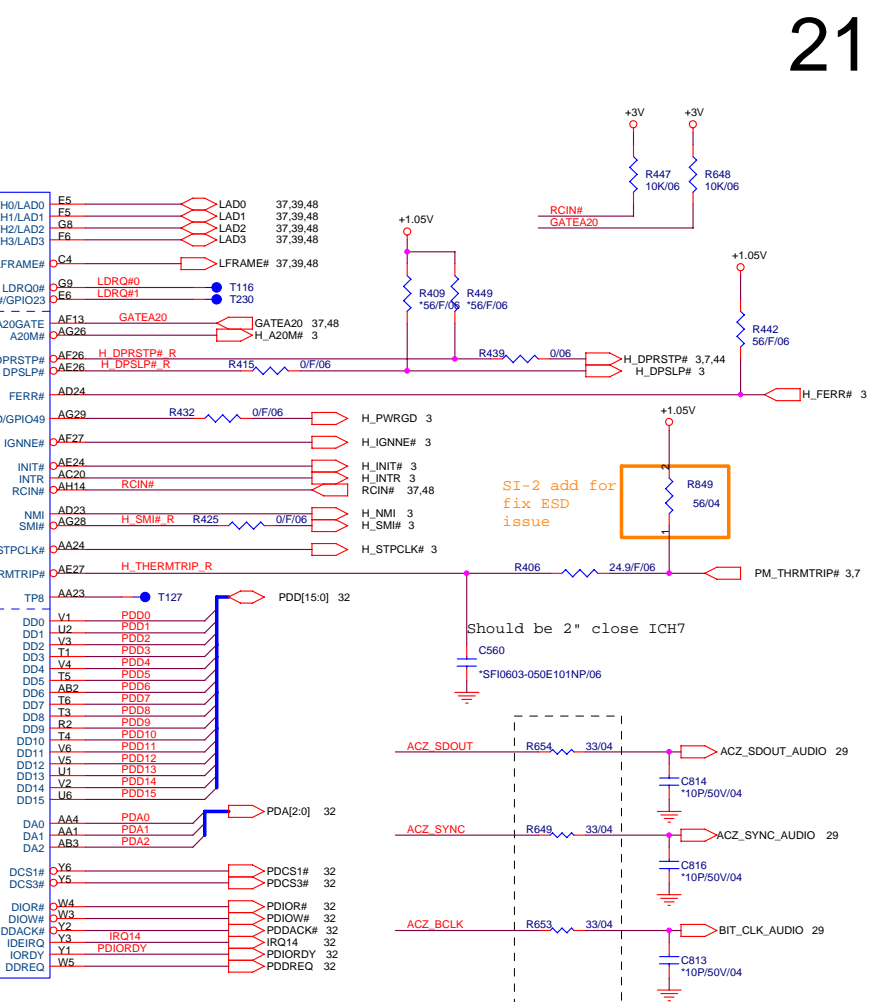 21
+3V +3V
R447 10K/06 R648 10K/06
RCIN#
GATEA20
H0/LAD0 E5 LAD0 37,39,48
H1/LAD1 F5 LAD1 37,39,48
H2/LAD2 G8 LAD2 37,39,48
H3/LAD3 F6 LAD3 37,39,48
+1.05V
FRAME# C4 LFRAME# 37,39,48
+1.05V
LDRQ0# G9 LDRQ#0 T116
#/GPIO23 E6 LDRQ#1 T230
R409 *56/F/06 R449 *56/F/06
A20GATE AF13 GATEA20 GATEA20 37,48
A20M# AG26 H_A20M# 3
R442 56/F/06
DPRSTP# AF26 H_DPRSTP#_R R439 0/06 H_DPRSTP# 3,7,44
DPSLP# AE26 H_DPSLP#_R R415 0/F/06 H_DPSLP# 3
FERR# AD24 H_FERR# 3
D/GPIO49 AG29 R432 0/F/06 H_PWRGD 3
+1.05V
IGNNE# AF27 H_IGNNE# 3
INIT# AE24 H_INIT# 3
INTR AC20 H_INTR 3
RCIN# AH14 RCIN# RCIN# 37,48
2
R849
56/04
1
SI-2 add for
fix ESD
issue
NMI AD23 H_NMI 3
SMI# AG28 H_SMI#_R R425 0/F/06 H_SMI# 3
STPCLK# AA24 H_STPCLK# 3
RMTRIP# AE27 H_THERMTRIP_R R406 24.9/F/06 PM_THRMTRIP# 3,7
TP8 AA23 T127
PDD[15:0] 32
DD0 V1 PDD0
DD1 U2 PDD1
DD2 V3 PDD2
DD3 T1 PDD3
DD4 V4 PDD4
DD5 T5 PDD5
DD6 AB2 PDD6
DD7 T6 PDD7
DD8 T3 PDD8
DD9 R2 PDD9
DD10 T4 PDD10
DD11 V6 PDD11
DD12 V5 PDD12
DD13 U1 PDD13
DD14 V2 PDD14
DD15 U6 PDD15
Should be 2" close ICH7
C560
*SFI0603-050E101NP/06
DA0 AA4 PDA0
DA1 AA1 PDA1
DA2 AB3 PDA2
PDA[2:0] 32
DCS1# Y6 PDCS1# 32
DCS3# Y5 PDCS3# 32
DIOR# W4 PDIOR# 32
DIOW# W3 PDIOW# 32
DDACK# Y2 PDDACK# 32
IDEIRQ Y3 IRQ14 IRQ14 32
IORDY Y1 PDIORDY PDIORDY 32
DDREQ W5 PDDREQ 32
ACZ_SDOUT R654 33/04 ACZ_SDOUT_AUDIO 29
C814
*10P/50V/04
ACZ_SYNC R649 33/04 ACZ_SYNC_AUDIO 29
C816
*10P/50V/04
ACZ_BCLK R653 33/04 BIT_CLK_AUDIO 29
C813
*10P/50V/04